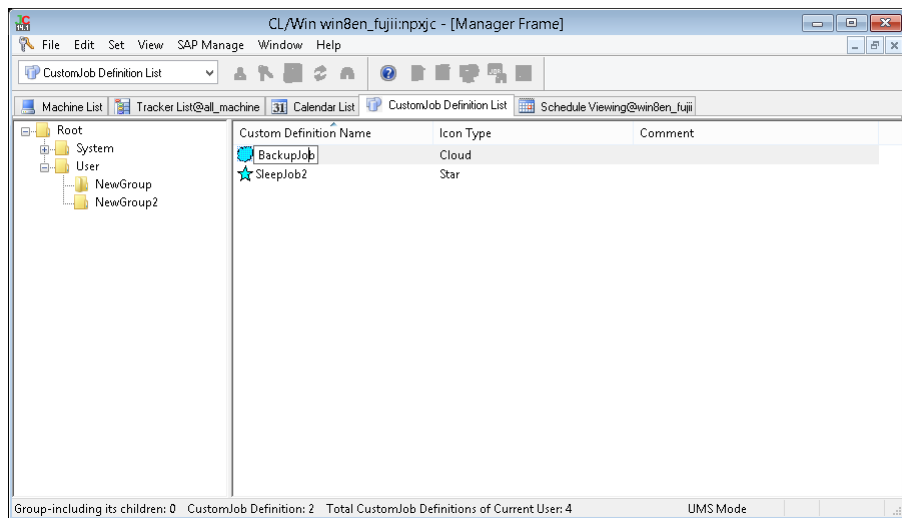 CL/Win win8en_fujii:npxjc - [Manager Frame]
File Edit Set View SAP Manage Window Help
CustomJob Definition List
Machine List Tracker List@all_machine 31 Calendar List CustomJob Definition List Schedule Viewing@win8en_fujii
Root
System
User
NewGroup
NewGroup2
Custom Definition Name Icon Type Comment
BackupJob Cloud
SleepJob2 Star
Group-including its children: 0 CustomJob Definition: 2 Total CustomJob Definitions of Current User: 4 UMS Mode